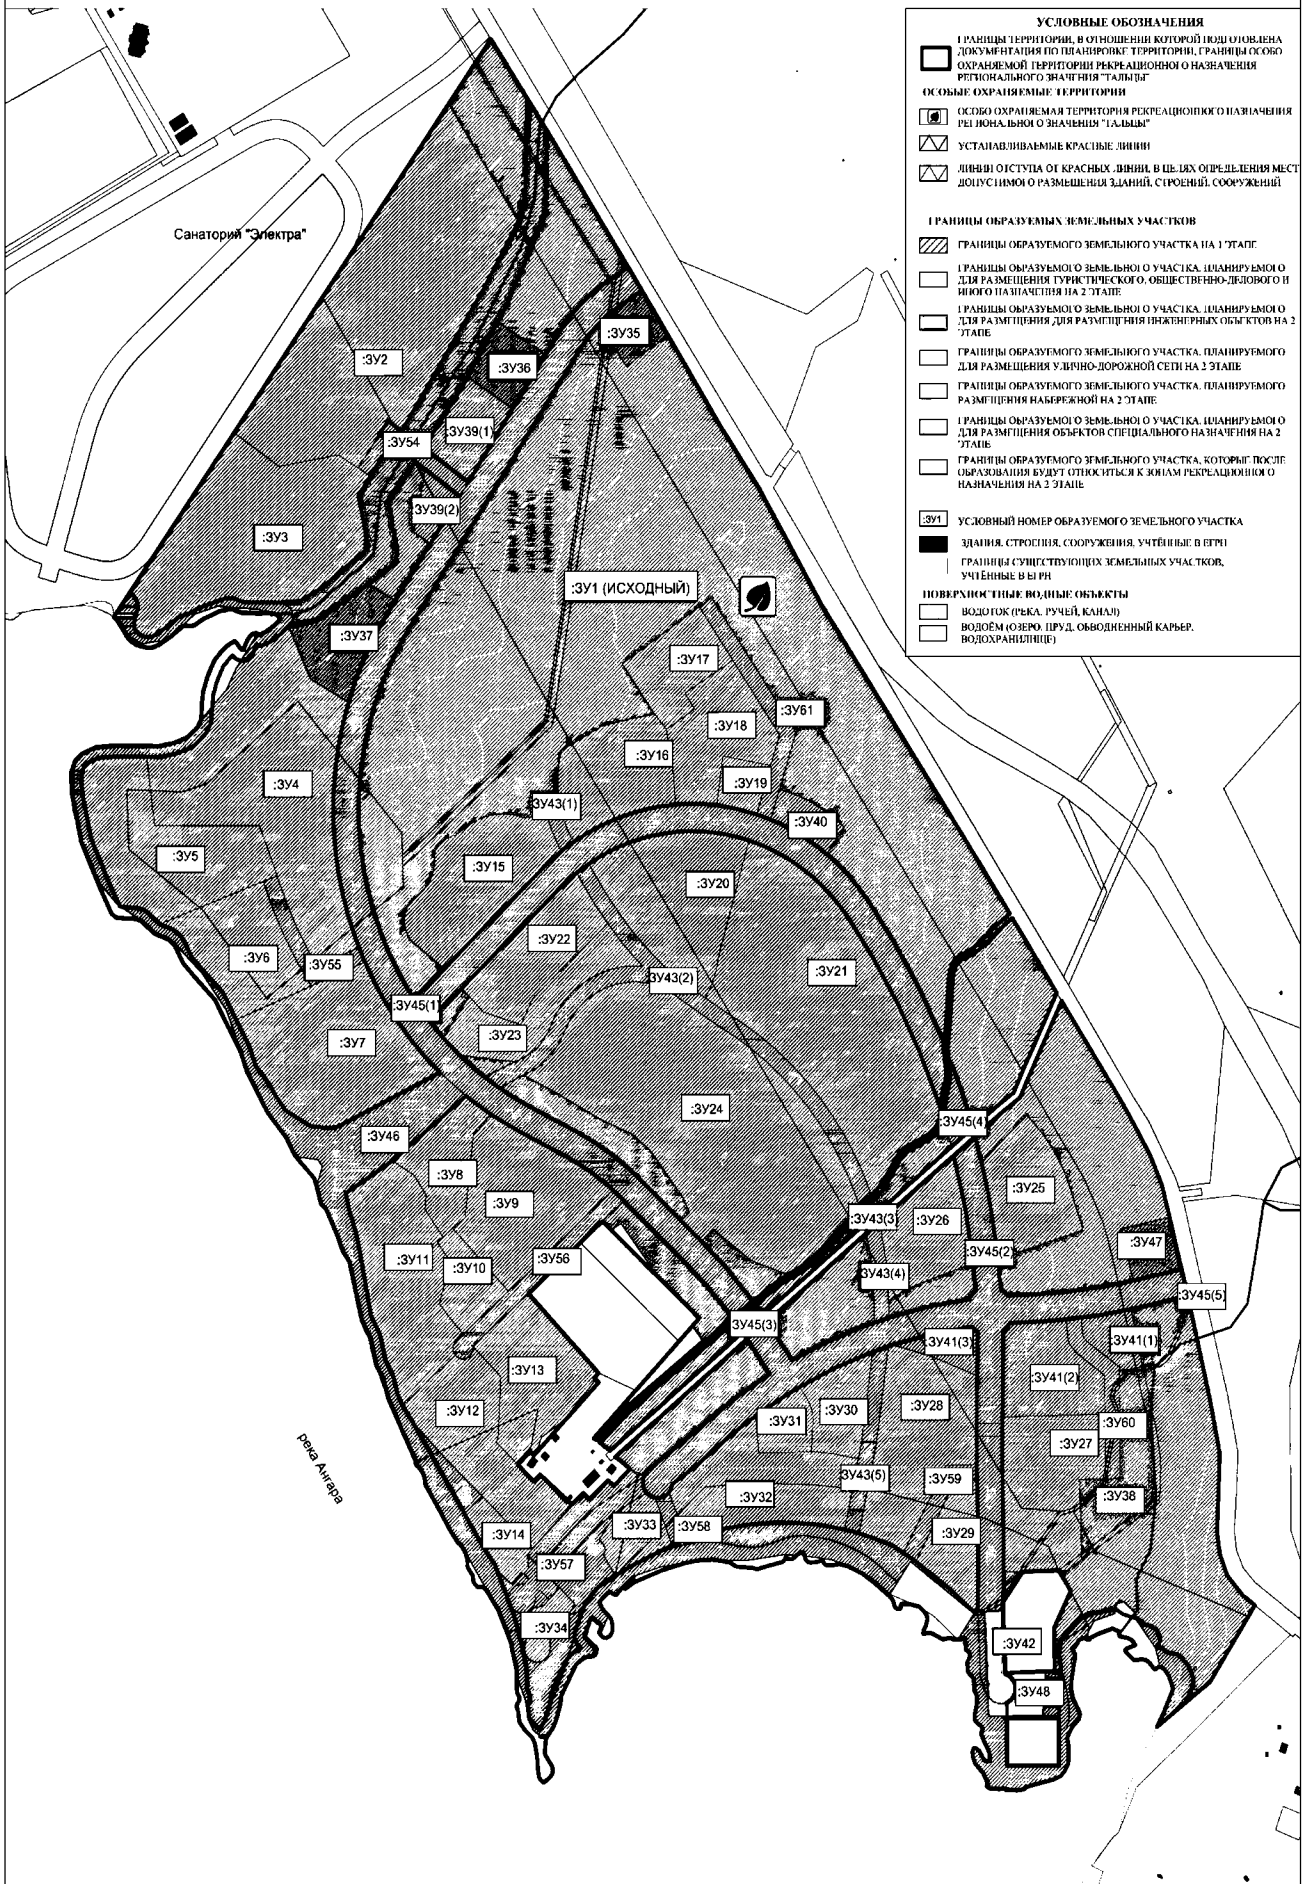 УСЛОВНЫЕ ОБОЗНАЧЕНИЯ
ГРАНИЦЫ ТЕРРИТОРИИ, В ОТНОШЕНИИ КОТОРОЙ ПОДГОТОВЛЕНА
ДОКУМЕНТАЦИЯ ПО ПЛАНИРОВКЕ ТЕРРИТОРИИ, ГРАНИЦЫ ОСОБО
ОХРАНЯЕМОЙ ТЕРРИТОРИИ РЕКРЕАЦИОННОГО НАЗНАЧЕНИЯ
РЕГИОНАЛЬНОГО ЗНАЧЕНИЯ "ТАЛЬЦЫ"
ОСОБЫЕ ОХРАНЯЕМЫЕ ТЕРРИТОРИИ
ОСОБО ОХРАНЯЕМАЯ ТЕРРИТОРИЯ РЕКРЕАЦИОННОГО НАЗНАЧЕНИЯ
РЕГИОНАЛЬНОГО ЗНАЧЕНИЯ "ТАЛЬЦЫ"
УСТАНАВЛИВАЕМЫЕ КРАСНЫЕ ЛИНИИ
ЛИНИИ ОТСТУПА ОТ КРАСНЫХ ЛИНИИ, В ЦЕЛЯХ ОПРЕДЕЛЕНИЯ МЕСТ
ДОПУСТИМОГО РАЗМЕЩЕНИЯ ЗДАНИЙ, СТРОЕНИЙ, СООРУЖЕНИЙ
ГРАНИЦЫ ОБРАЗУЕМЫХ ЗЕМЕЛЬНЫХ УЧАСТКОВ
ГРАНИЦЫ ОБРАЗУЕМОГО ЗЕМЕЛЬНОГО УЧАСТКА НА 1 ЭТАПЕ
ГРАНИЦЫ ОБРАЗУЕМОГО ЗЕМЕЛЬНОГО УЧАСТКА, ПЛАНИРУЕМОГО
ДЛЯ РАЗМЕЩЕНИЯ ТУРИСТИЧЕСКОГО, ОБЩЕСТВЕННО-ДЕЛОВОГО И
ИНОГО НАЗНАЧЕНИЯ НА 2 ЭТАПЕ
ГРАНИЦЫ ОБРАЗУЕМОГО ЗЕМЕЛЬНОГО УЧАСТКА, ПЛАНИРУЕМОГО
ДЛЯ РАЗМЕЩЕНИЯ ДЛЯ РАЗМЕЩЕНИЯ ИНЖЕНЕРНЫХ ОБЪЕКТОВ НА 2
ЭТАПЕ
ГРАНИЦЫ ОБРАЗУЕМОГО ЗЕМЕЛЬНОГО УЧАСТКА, ПЛАНИРУЕМОГО
ДЛЯ РАЗМЕЩЕНИЯ УЛИЧНО-ДОРОЖНОЙ СЕТИ НА 2 ЭТАПЕ
ГРАНИЦЫ ОБРАЗУЕМОГО ЗЕМЕЛЬНОГО УЧАСТКА, ПЛАНИРУЕМОГО
РАЗМЕЩЕНИЯ НАБЕРЕЖНОЙ НА 2 ЭТАПЕ
ГРАНИЦЫ ОБРАЗУЕМОГО ЗЕМЕЛЬНОГО УЧАСТКА, ПЛАНИРУЕМОГО
ДЛЯ РАЗМЕЩЕНИЯ ОБЪЕКТОВ СПЕЦИАЛЬНОГО НАЗНАЧЕНИЯ НА 2
ЭТАПЕ
ГРАНИЦЫ ОБРАЗУЕМОГО ЗЕМЕЛЬНОГО УЧАСТКА, КОТОРЫЕ ПОСЛЕ
ОБРАЗОВАНИЯ БУДУТ ОТНОСИТЬСЯ К ЗОНАМ РЕКРЕАЦИОННОГО
НАЗНАЧЕНИЯ НА 2 ЭТАПЕ
:ЗУ1 УСЛОВНЫЙ НОМЕР ОБРАЗУЕМОГО ЗЕМЕЛЬНОГО УЧАСТКА
ЗДАНИЯ, СТРОЕНИЯ, СООРУЖЕНИЯ, УЧТЁННЫЕ В ЕГРН
ГРАНИЦЫ СУЩЕСТВУЮЩИХ ЗЕМЕЛЬНЫХ УЧАСТКОВ,
УЧТЁННЫЕ В ЕГРН
ПОВЕРХНОСТНЫЕ ВОДНЫЕ ОБЪЕКТЫ
ВОДОТОК (РЕКА, РУЧЕЙ, КАНАЛ)
ВОДОЁМ (ОЗЕРО, ПРУД, ОБВОДНЕННЫЙ КАРЬЕР,
ВОДОХРАНИЛИЩЕ)
Санаторий "Электра"
:ЗУ35
:ЗУ2
:ЗУ36
:ЗУ39(1)
:ЗУ54
:ЗУ39(2)
:ЗУ3
:ЗУ1 (ИСХОДНЫЙ)
:ЗУ37
:ЗУ17
:ЗУ61
:ЗУ18
:ЗУ16
:ЗУ19
:ЗУ4
ЗУ43(1)
:ЗУ40
:ЗУ5
:ЗУ15
:ЗУ20
:ЗУ22
:ЗУ6
:ЗУ55
:ЗУ21
ЗУ43(2)
:ЗУ45(1)
:ЗУ23
:ЗУ7
:ЗУ24
:ЗУ45(4)
:ЗУ46
:ЗУ8
:ЗУ25
:ЗУ9
:ЗУ43(3)
:ЗУ26
:ЗУ47
:ЗУ45(2)
:ЗУ11
:ЗУ56
:ЗУ10
:ЗУ43(4)
:ЗУ45(5)
ЗУ45(3)
:ЗУ41(3)
:ЗУ41(1)
:ЗУ13
:ЗУ41(2)
:ЗУ12
:ЗУ31
:ЗУ30
:ЗУ28
:ЗУ60
:ЗУ27
река Ангара
ЗУ43(5)
:ЗУ59
:ЗУ32
:ЗУ38
:ЗУ14
:ЗУ33
:ЗУ58
:ЗУ29
:ЗУ57
:ЗУ34
:ЗУ42
:ЗУ48